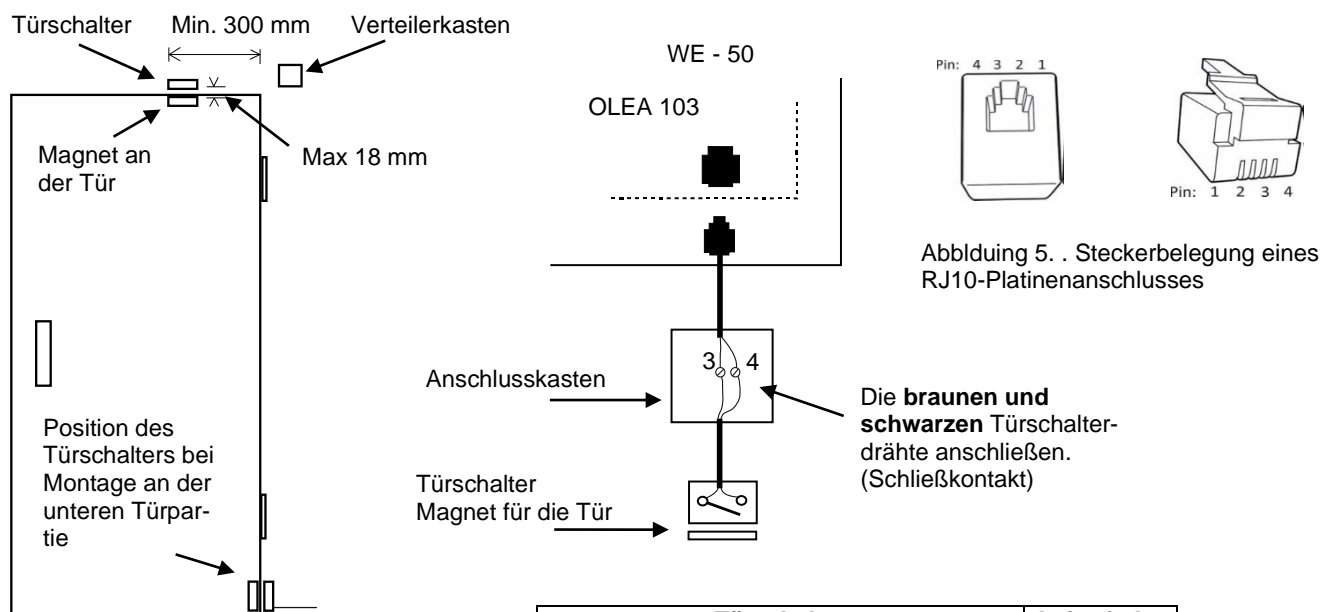 Türschalter
Min. 300 mm
Verteilerkasten
Magnet an
der Tür
Max 18 mm
Position des
Türschalters bei
Montage an der
unteren Türpar-
tie
WE - 50
OLEA 103
Anschlusskasten
3 4
Die braunen und
schwarzen Türschalter-
drähte anschließen.
(Schließkontakt)
Türschalter
Magnet für die Tür
Pin: 4 3 2 1
Pin: 1 2 3 4
Abblduing 5. . Steckerbelegung eines
RJ10-Platinenanschlusses